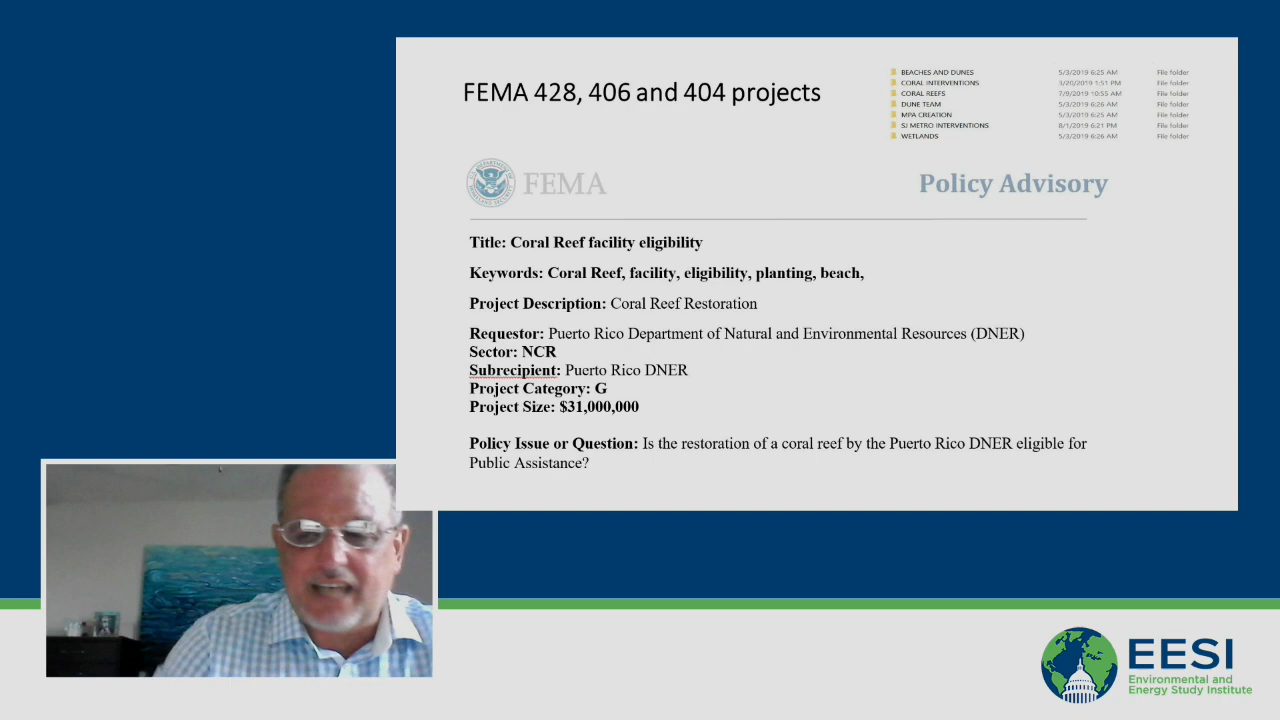 FEMA 428, 406 and 404 projects
BEACHES AND DUNES 5/3/2019 6:25 AM File folder
CORAL INTERVENTIONS 3/20/2019 1:51 PM File folder
CORAL REEFS 7/9/2019 10:55 AM File folder
DUNE TEAM 5/3/2019 6:26 AM File folder
MPA CREATION 5/3/2019 6:25 AM File folder
SJ METRO INTERVENTIONS 8/1/2019 6:21 PM File folder
WETLANDS 5/3/2019 6:26 AM File folder
FEMA Policy Advisory
Title: Coral Reef facility eligibility
Keywords: Coral Reef, facility, eligibility, planting, beach,
Project Description: Coral Reef Restoration
Requestor: Puerto Rico Department of Natural and Environmental Resources (DNER)
Sector: NCR
Subrecipient: Puerto Rico DNER
Project Category: G
Project Size: $31,000,000
Policy Issue or Question: Is the restoration of a coral reef by the Puerto Rico DNER eligible for
Public Assistance?
EESI
Environmental and
Energy Study Institute